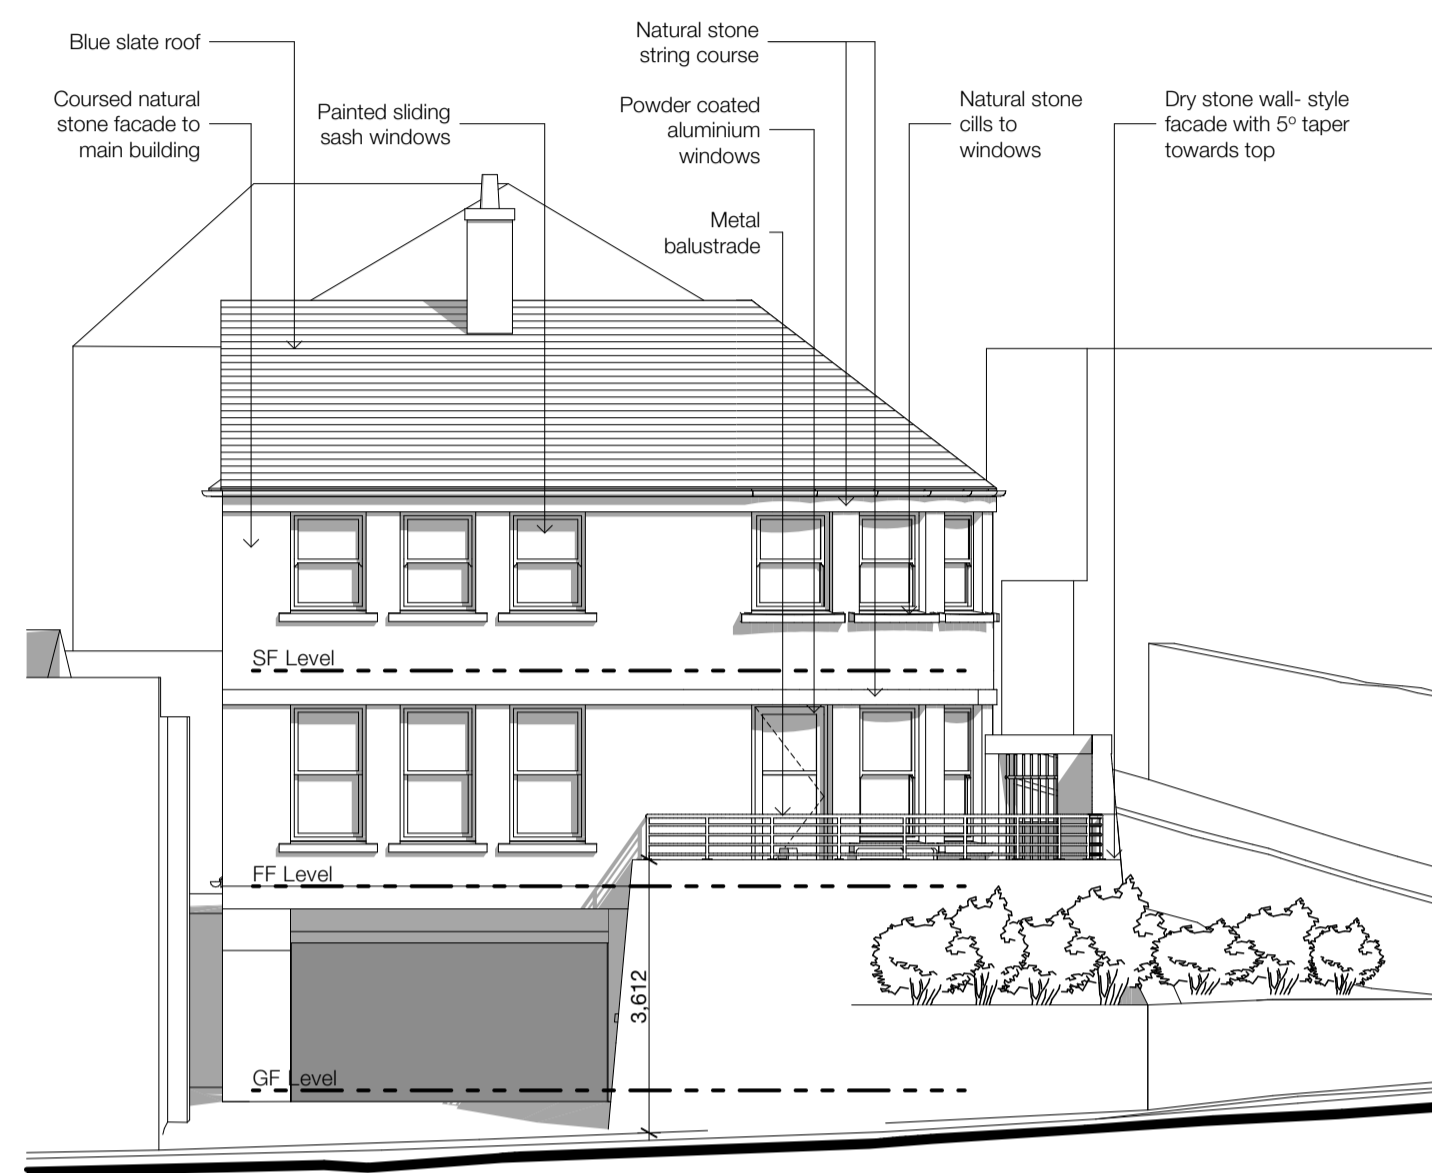 Blue slate roof
Coursed natural
stone facade to
main building
Painted sliding
sash windows
Natural stone
string course
Powder coated
aluminium
windows
Metal
balustrade
Natural stone
cills to
windows
Dry stone wall- style
facade with 5º taper
towards top
SF Level
FF Level
3,612
GF Level